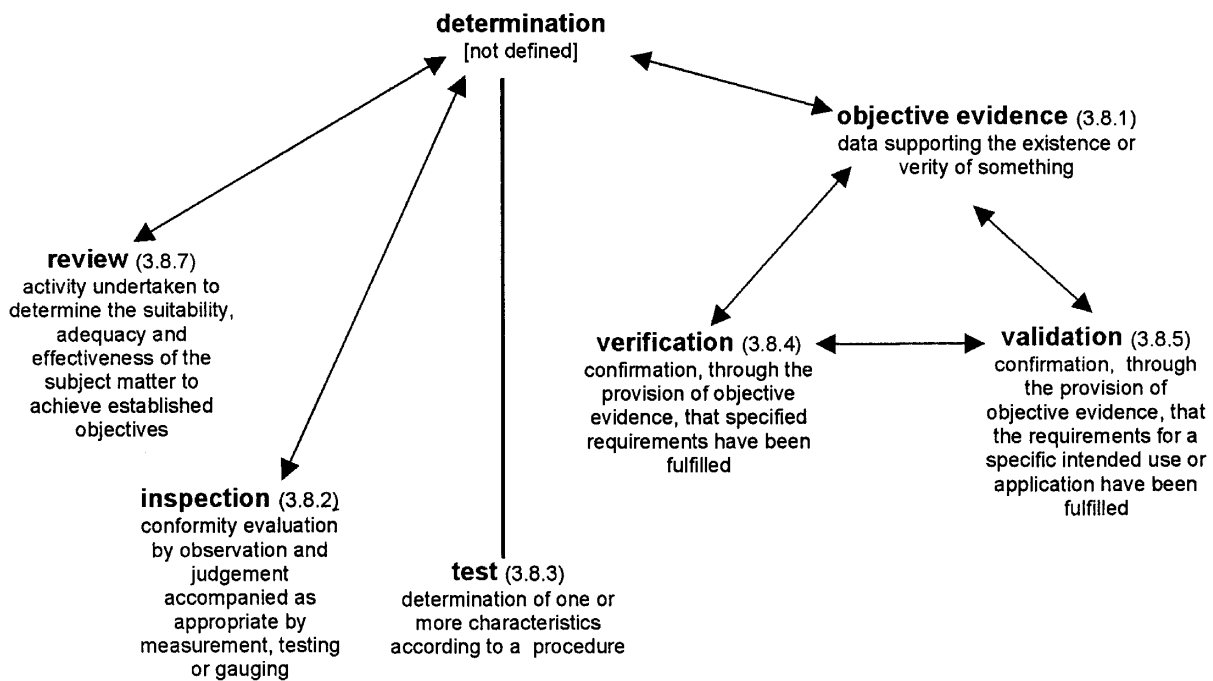 determination
[not defined]
objective evidence (3.8.1)
data supporting the existence or
verity of something
review (3.8.7)
activity undertaken to
determine the suitability,
adequacy and
effectiveness of the
subject matter to
achieve established
objectives
verification (3.8.4)
confirmation, through the
provision of objective
evidence, that specified
requirements have been
fulfilled
validation (3.8.5)
confirmation, through
the provision of
objective evidence, that
the requirements for a
specific intended use or
application have been
fulfilled
inspection (3.8.2)
conformity evaluation
by observation and
judgement
accompanied as
appropriate by
measurement, testing
or gauging
test (3.8.3)
determination of one or
more characteristics
according to a procedure